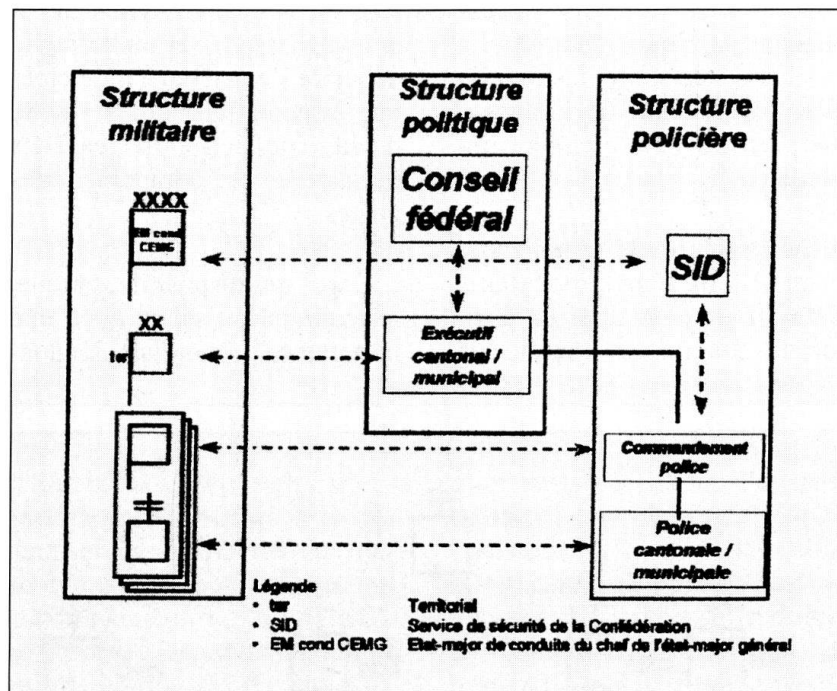 Structure
militaire
XXXX
EM cond
CEMG
XX
ter
Structure
politique
Conseil
fédéral
Exécutif
cantonal /
municipal
Structure
policière
SID
Commandement
police
Police
cantonale /
municipale
Légende
• ter Territorial
• SID Service de sécurité de la Confédération
• EM cond CEMG Etat-major de conduite du chef de l'état-major général